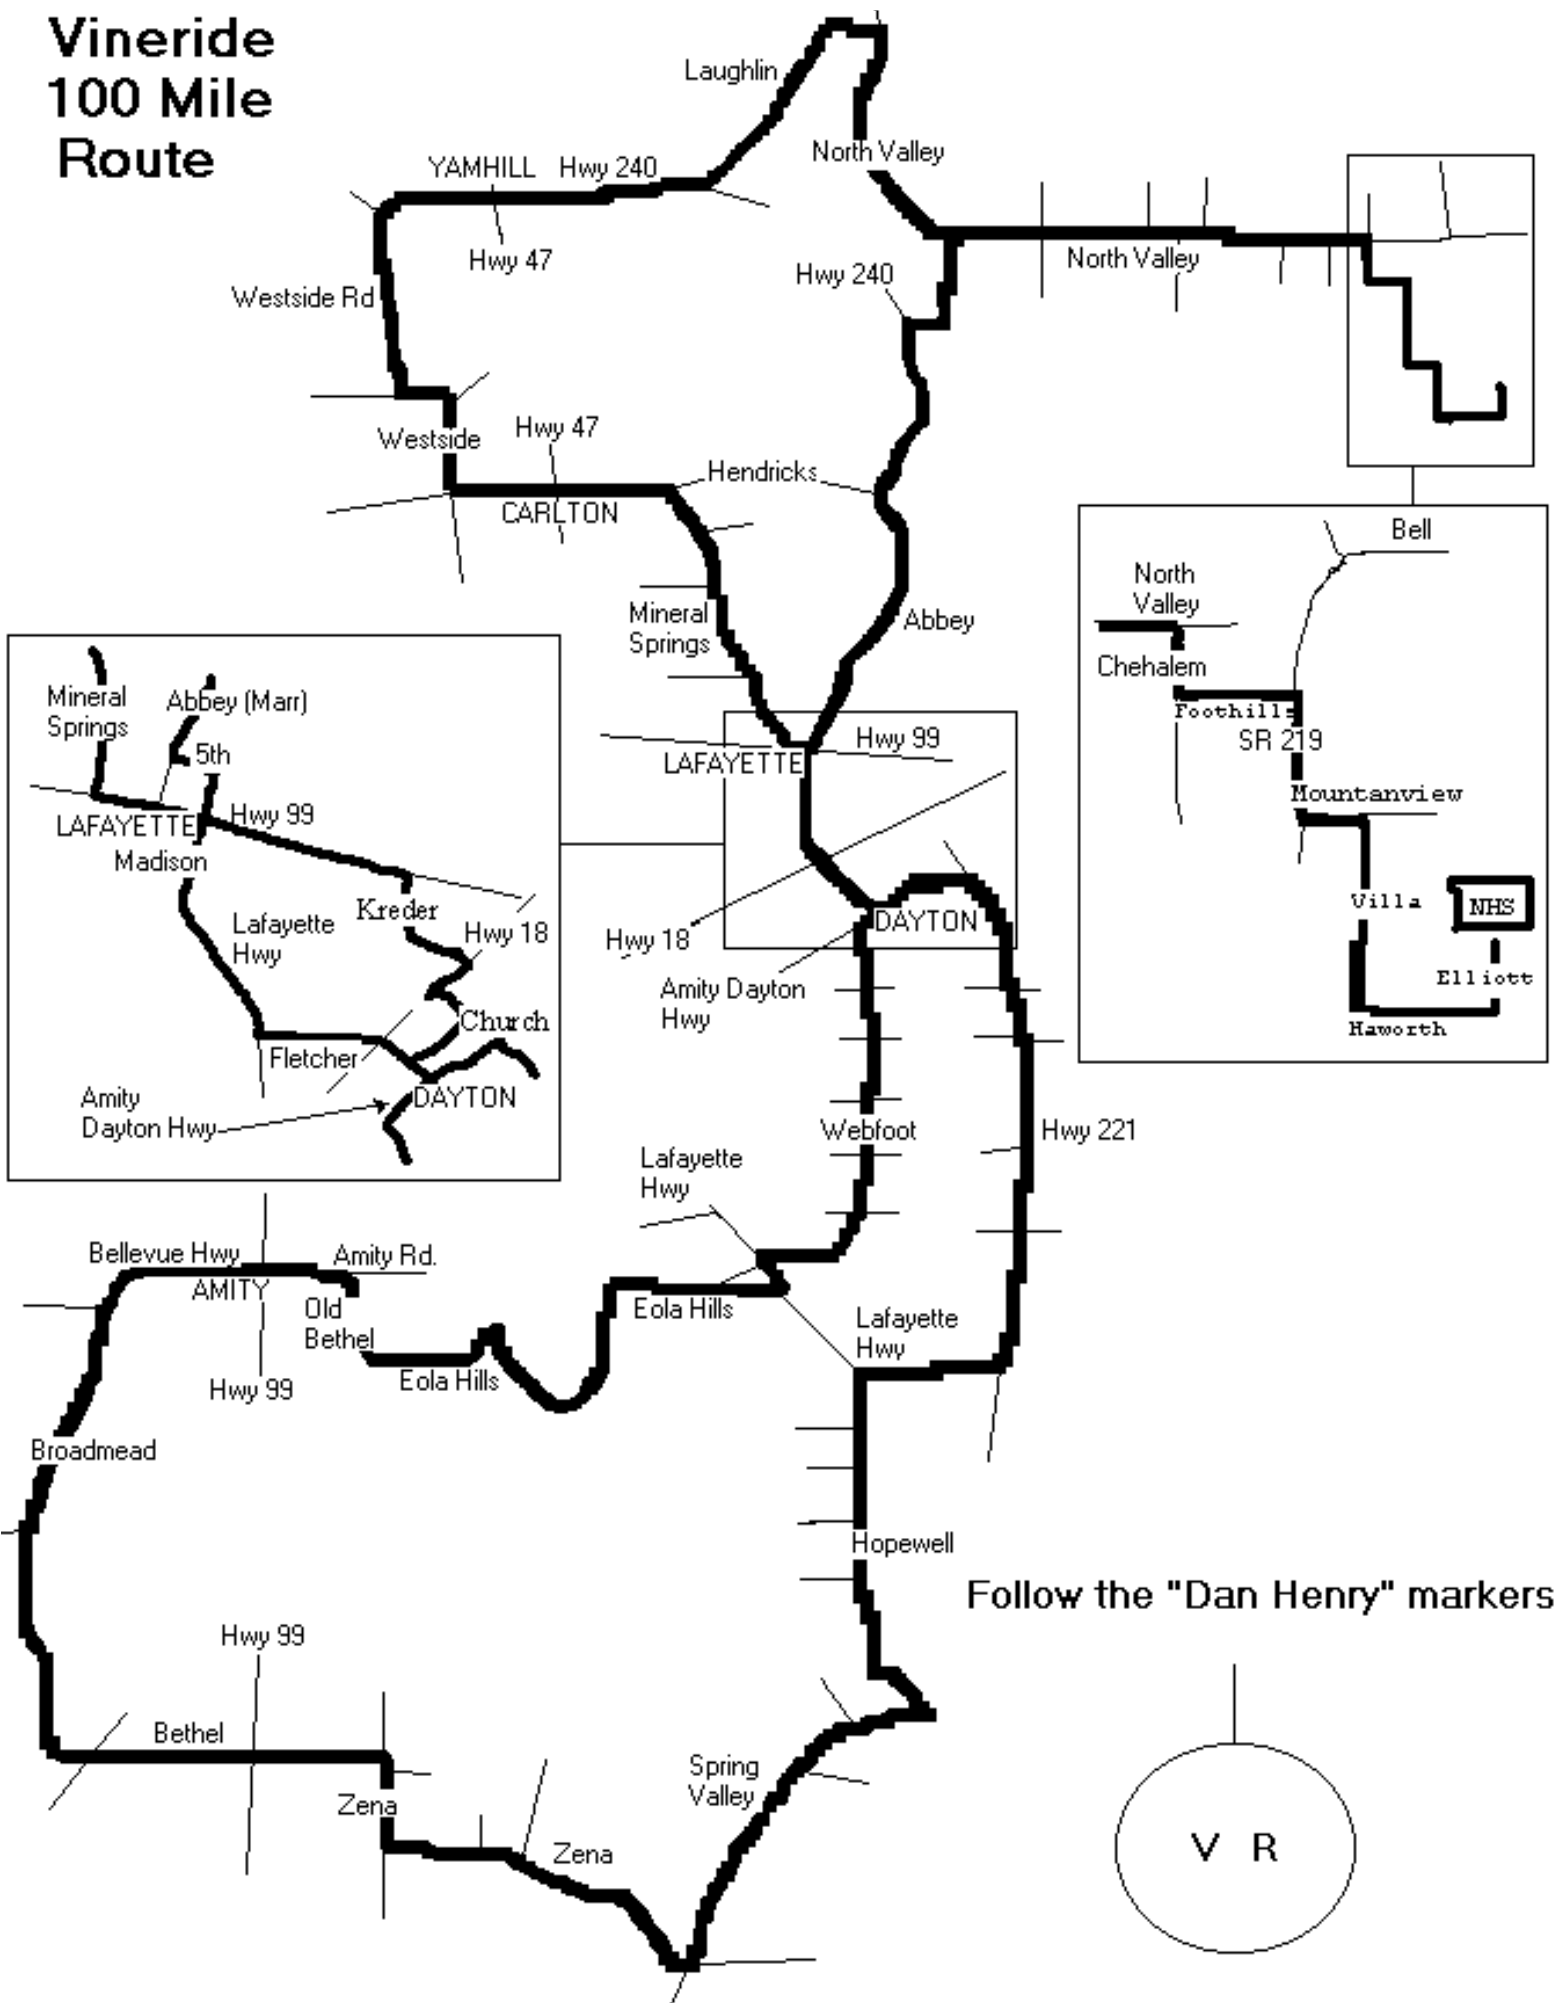 Vineride
100 Mile
Route
Laughlin
North Valley
YAMHILL
Hwy 240
Hwy 47
Westside Rd
Hwy 240
North Valley
Westside
Hwy 47
Hendricks
CARLTON
Mineral
Springs
Abbey
Hwy 99
LAFAYETTE
DAYTON
Hwy 18
Amity Dayton
Hwy
Bell
North
Valley
Chehalem
Foothills
SR 219
Mountanview
Villa
NHS
Elliott
Haworth
Mineral
Springs
Abbey (Marr)
5th
Hwy 99
LAFAYETTE
Madison
Kreder
Lafayette
Hwy
Hwy 18
Church
Fletcher
Amity
Dayton Hwy
DAYTON
Webfoot
Hwy 221
Lafayette
Hwy
Bellevue Hwy
Amity Rd.
AMITY
Old
Bethel
Eola Hills
Lafayette
Hwy
Eola Hills
Hwy 99
Broadmead
Hopewell
Follow the "Dan Henry" markers
Hwy 99
Bethel
Zena
Spring
Valley
Zena
V R